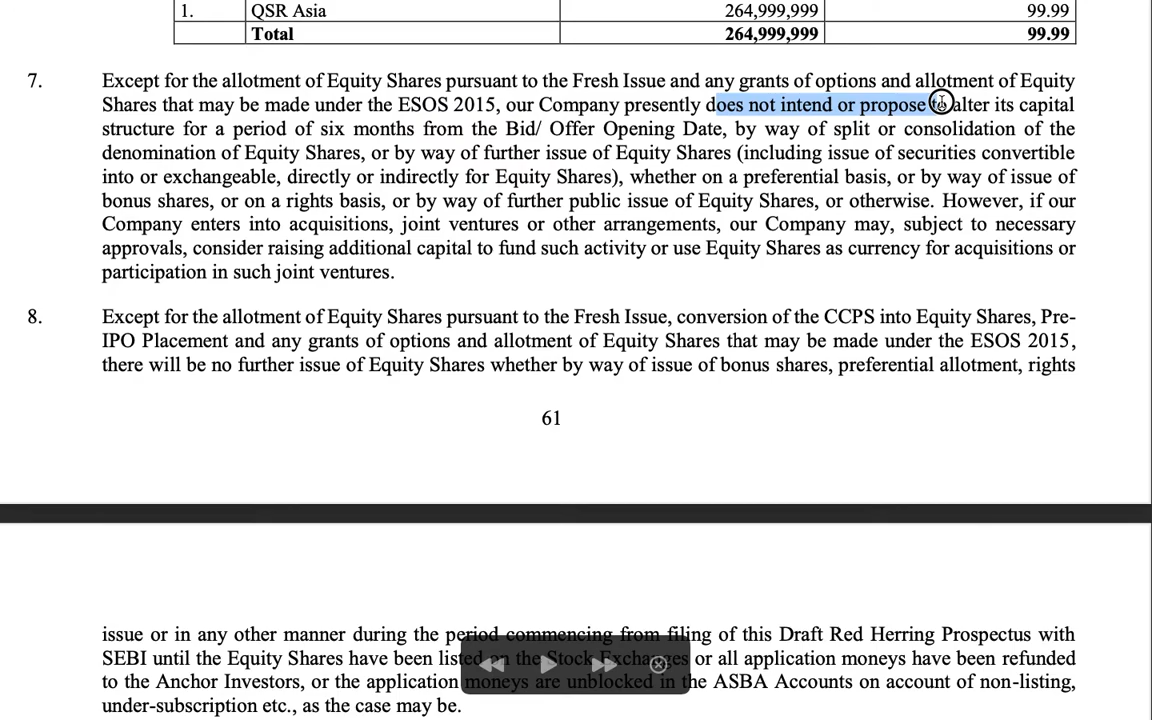 1. QSR Asia 264,999,999 99.99
Total 264,999,999 99.99
7. Except for the allotment of Equity Shares pursuant to the Fresh Issue and any grants of options and allotment of Equity
Shares that may be made under the ESOS 2015, our Company presently does not intend or propose to alter its capital
structure for a period of six months from the Bid/ Offer Opening Date, by way of split or consolidation of the
denomination of Equity Shares, or by way of further issue of Equity Shares (including issue of securities convertible
into or exchangeable, directly or indirectly for Equity Shares), whether on a preferential basis, or by way of issue of
bonus shares, or on a rights basis, or by way of further public issue of Equity Shares, or otherwise. However, if our
Company enters into acquisitions, joint ventures or other arrangements, our Company may, subject to necessary
approvals, consider raising additional capital to fund such activity or use Equity Shares as currency for acquisitions or
participation in such joint ventures.
8. Except for the allotment of Equity Shares pursuant to the Fresh Issue, conversion of the CCPS into Equity Shares, Pre-
IPO Placement and any grants of options and allotment of Equity Shares that may be made under the ESOS 2015,
there will be no further issue of Equity Shares whether by way of issue of bonus shares, preferential allotment, rights
61
issue or in any other manner during the period commencing from filing of this Draft Red Herring Prospectus with
SEBI until the Equity Shares have been listed on the Stock Exchanges or all application moneys have been refunded
to the Anchor Investors, or the application moneys are unblocked in the ASBA Accounts on account of non-listing,
under-subscription etc., as the case may be.